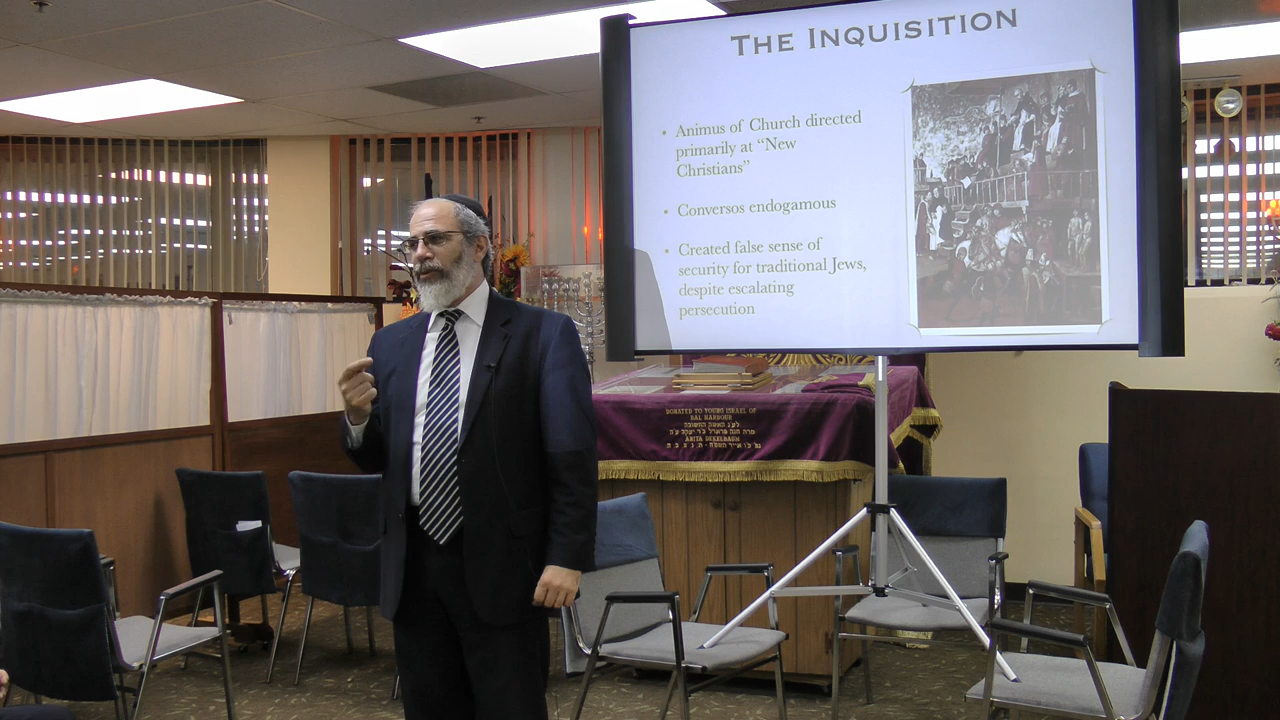 THE INQUISITION
• Animus of Church directed
primarily at "New
Christians"
• Conversos endogamous
• Created false sense of
security for traditional Jews,
despite escalating
persecution
DONATED TO YOUNG ISRAEL OF
BAL HARBOUR
ANITA DEKELBAUM